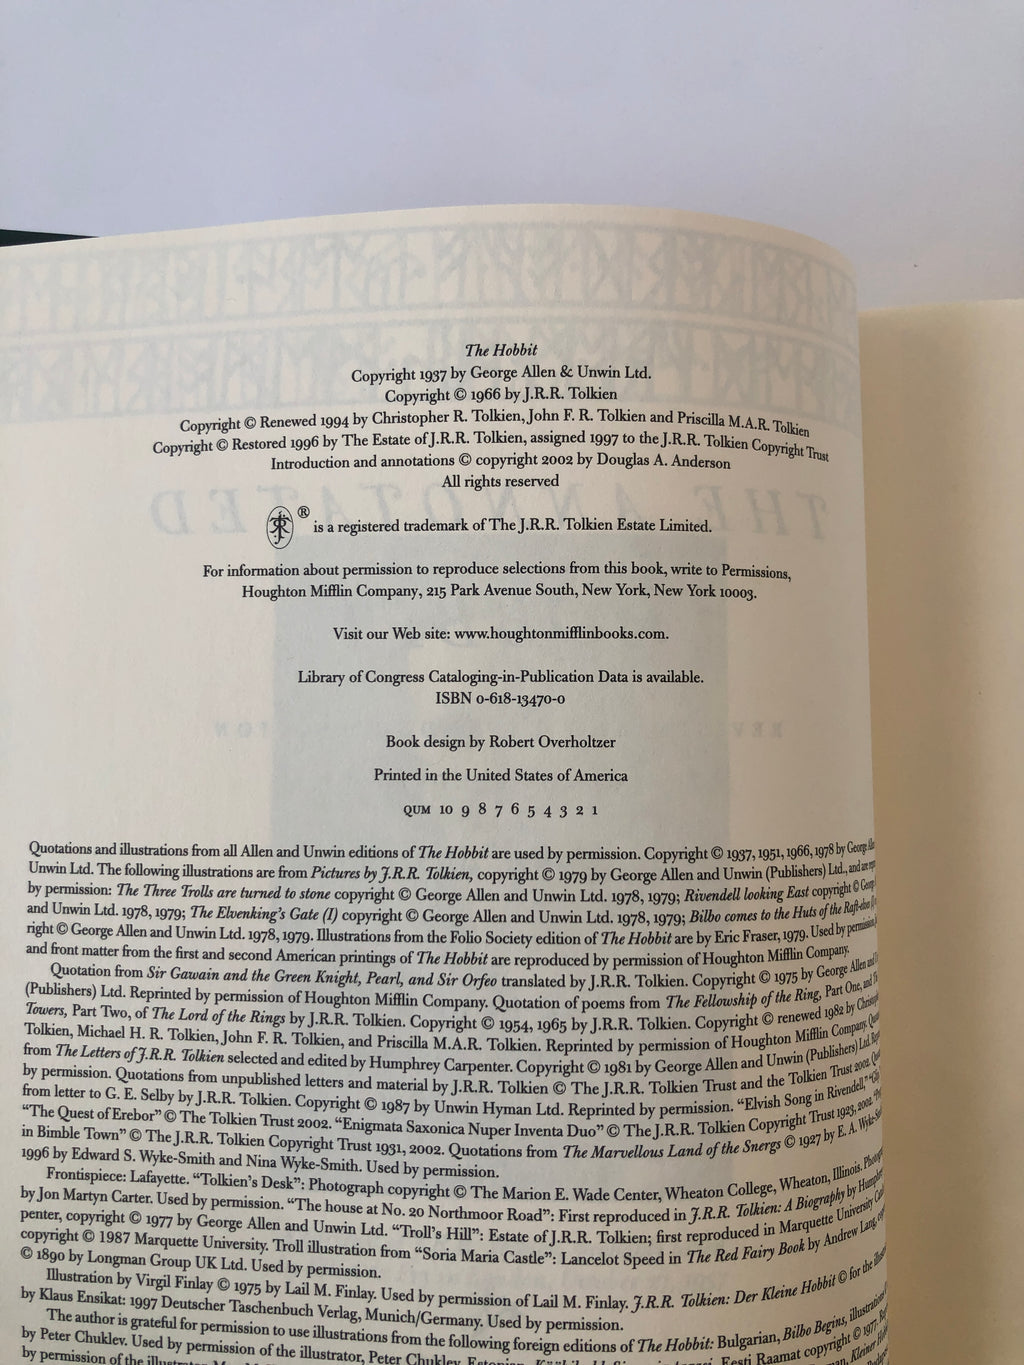 The Hobbit
Copyright 1937 by George Allen & Unwin Ltd.
Copyright © 1966 by J.R.R. Tolkien
Copyright © Renewed 1994 by Christopher R. Tolkien, John F. R. Tolkien and Priscilla M.A.R. Tolkien
Copyright © Restored 1996 by The Estate of J.R.R. Tolkien, assigned 1997 to the J.R.R. Tolkien Copyright Trust
Introduction and annotations © copyright 2002 by Douglas A. Anderson
All rights reserved
® is a registered trademark of The J.R.R. Tolkien Estate Limited.
THE ANNOTATED
For information about permission to reproduce selections from this book, write to Permissions,
Houghton Mifflin Company, 215 Park Avenue South, New York, New York 10003.
Visit our Web site: www.houghtonmifflinbooks.com.
Library of Congress Cataloging-in-Publication Data is available.
ISBN 0-618-13470-0
Book design by Robert Overholtzer
Printed in the United States of America
QUM 10 9 8 7 6 5 4 3 2 1
Quotations and illustrations from all Allen and Unwin editions of The Hobbit are used by permission. Copyright © 1937, 1951, 1966, 1978 by George
Unwin Ltd. The following illustrations are from Pictures by J.R.R. Tolkien, copyright © 1979 by George Allen and Unwin (Publishers) Ltd., and are
by permission: The Three Trolls are turned to stone copyright © George Allen and Unwin Ltd. 1978, 1979; Rivendell looking East copyright ©
and Unwin Ltd. 1978, 1979; The Elvenking's Gate (I) copyright © George Allen and Unwin Ltd. 1978, 1979; Bilbo comes to the Huts of the Raft-elves
right © George Allen and Unwin Ltd. 1978, 1979. Illustrations from the Folio Society edition of The Hobbit are by Eric Fraser, 1979. Used by permission.
and front matter from the first and second American printings of The Hobbit are reproduced by permission of Houghton Mifflin Company.
Quotation from Sir Gawain and the Green Knight, Pearl, and Sir Orfeo translated by J.R.R. Tolkien. Copyright © 1975 by George Allen and
(Publishers) Ltd. Reprinted by permission of Houghton Mifflin Company. Quotation of poems from The Fellowship of the Ring, Part One, and
Towers, Part Two, of The Lord of the Rings by J.R.R. Tolkien. Copyright © 1954, 1965 by J.R.R. Tolkien. Copyright © renewed 1982 by
Tolkien, Michael H. R. Tolkien, John F. R. Tolkien, and Priscilla M.A.R. Tolkien. Reprinted by permission of Houghton Mifflin Company.
from The Letters of J.R.R. Tolkien selected and edited by Humphrey Carpenter. Copyright © 1981 by George Allen and Unwin (Publishers) Ltd.
by permission. Quotations from unpublished letters and material by J.R.R. Tolkien © The J.R.R. Tolkien Trust and the Tolkien Trust 2002.
from letter to G. E. Selby by J.R.R. Tolkien. Copyright © 1987 by Unwin Hyman Ltd. Reprinted by permission. "Elvish Song in Rivendell,"
"The Quest of Erebor" © The Tolkien Trust 2002. "Enigmata Saxonica Nuper Inventa Duo" © The J.R.R. Tolkien Copyright Trust 1923, 2002.
in Bimble Town" © The J.R.R. Tolkien Copyright Trust 1931, 2002. Quotations from The Marvellous Land of the Snergs © 1927 by E. A.
1996 by Edward S. Wyke-Smith and Nina Wyke-Smith. Used by permission.
Frontispiece: Lafayette. "Tolkien's Desk": Photograph copyright © The Marion E. Wade Center, Wheaton College, Wheaton, Illinois.
by Jon Martyn Carter. Used by permission. "The house at No. 20 Northmoor Road": First reproduced in J.R.R. Tolkien: A Biography by
penter, copyright © 1977 by George Allen and Unwin Ltd. "Troll's Hill": Estate of J.R.R. Tolkien; first reproduced in Marquette University
copyright © 1987 Marquette University. Troll illustration from "Soria Maria Castle": Lancelot Speed in The Red Fairy Book by Andrew Lang,
© 1890 by Longman Group UK Ltd. Used by permission.
Illustration by Virgil Finlay © 1975 by Lail M. Finlay. Used by permission of Lail M. Finlay. J.R.R. Tolkien: Der Kleine Hobbit © for the
by Klaus Ensikat: 1997 Deutscher Taschenbuch Verlag, Munich/Germany. Used by permission.
The author is grateful for permission to use illustrations from the following foreign editions of The Hobbit: Bulgarian, Bilbo Begins,
by Peter Chuklev. Used by permission of the illustrator, Peter Chuklev. Estonian, Eesti Raamat copyright © 1977.
by permission of the